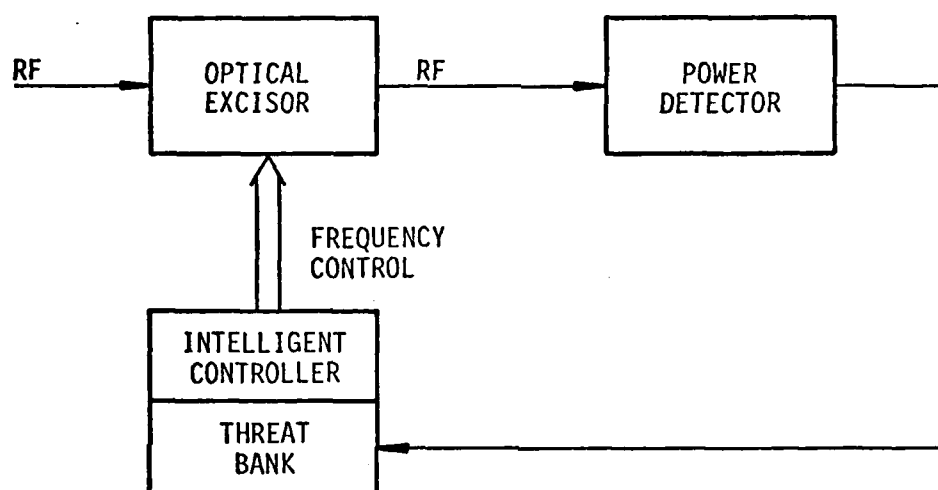 RF
OPTICAL
EXCISOR
RF
POWER
DETECTOR
FREQUENCY
CONTROL
INTELLIGENT
CONTROLLER
THREAT
BANK